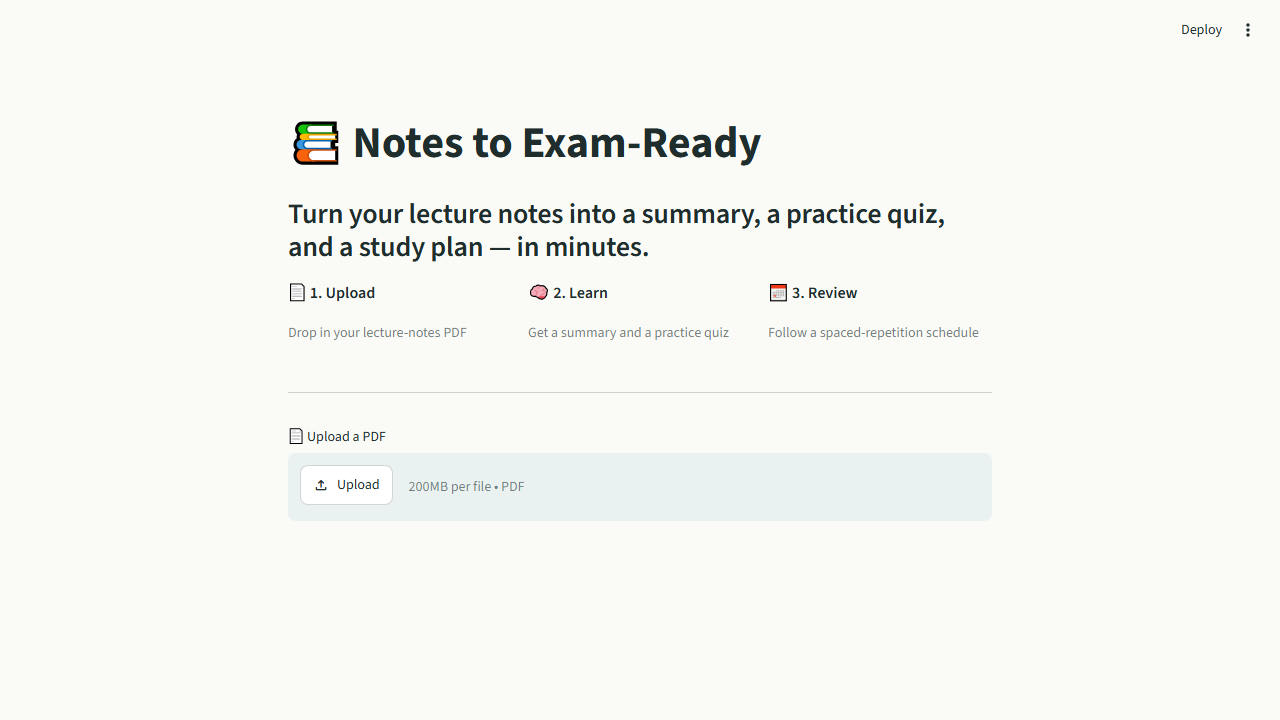 Deploy
📚 Notes to Exam-Ready
Turn your lecture notes into a summary, a practice quiz,
and a study plan — in minutes.
📄 1. Upload
🧠 2. Learn
📅 3. Review
Drop in your lecture-notes PDF
Get a summary and a practice quiz
Follow a spaced-repetition schedule
📄 Upload a PDF
Upload
200MB per file • PDF